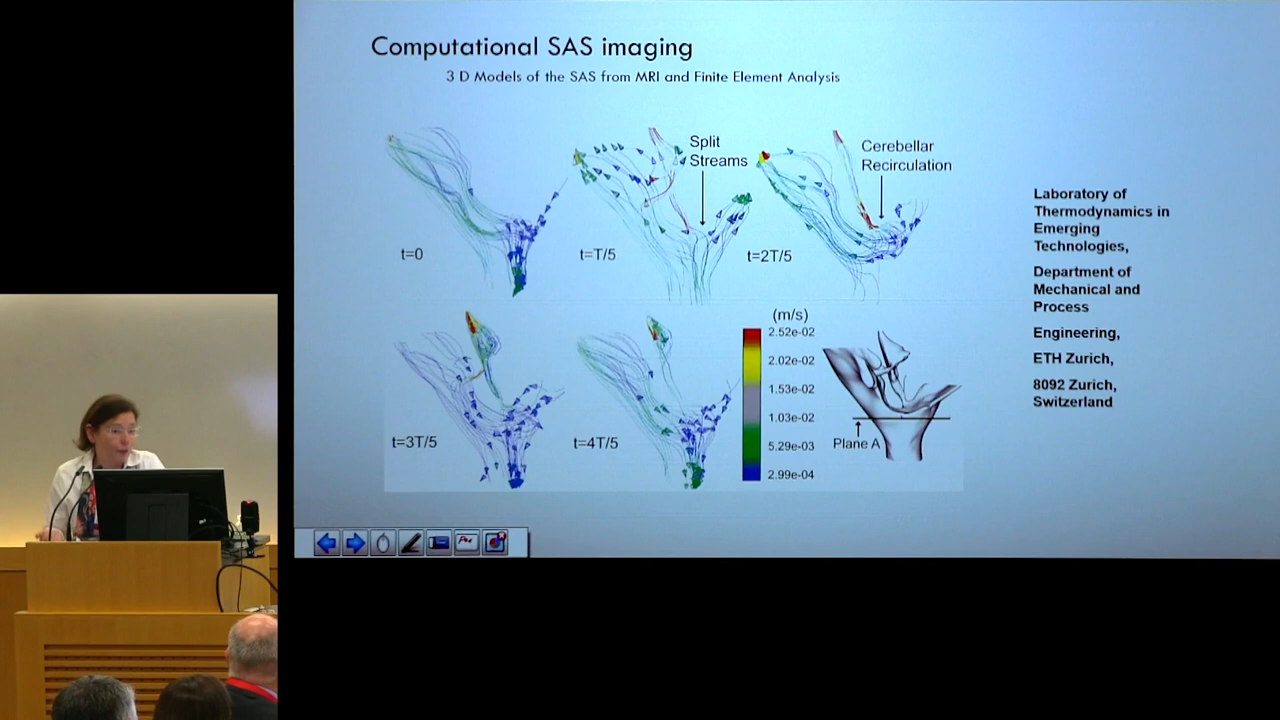 Computational SAS imaging
3 D Models of the SAS from MRI and Finite Element Analysis
Split
Streams
Cerebellar
Recirculation
t=0
t=T/5
t=2T/5
t=3T/5
t=4T/5
(m/s)
2.52e-02
2.02e-02
1.53e-02
1.03e-02
5.29e-03
2.99e-04
Plane A
Laboratory of
Thermodynamics in
Emerging
Technologies,
Department of
Mechanical and
Process
Engineering,
ETH Zurich,
8092 Zurich,
Switzerland